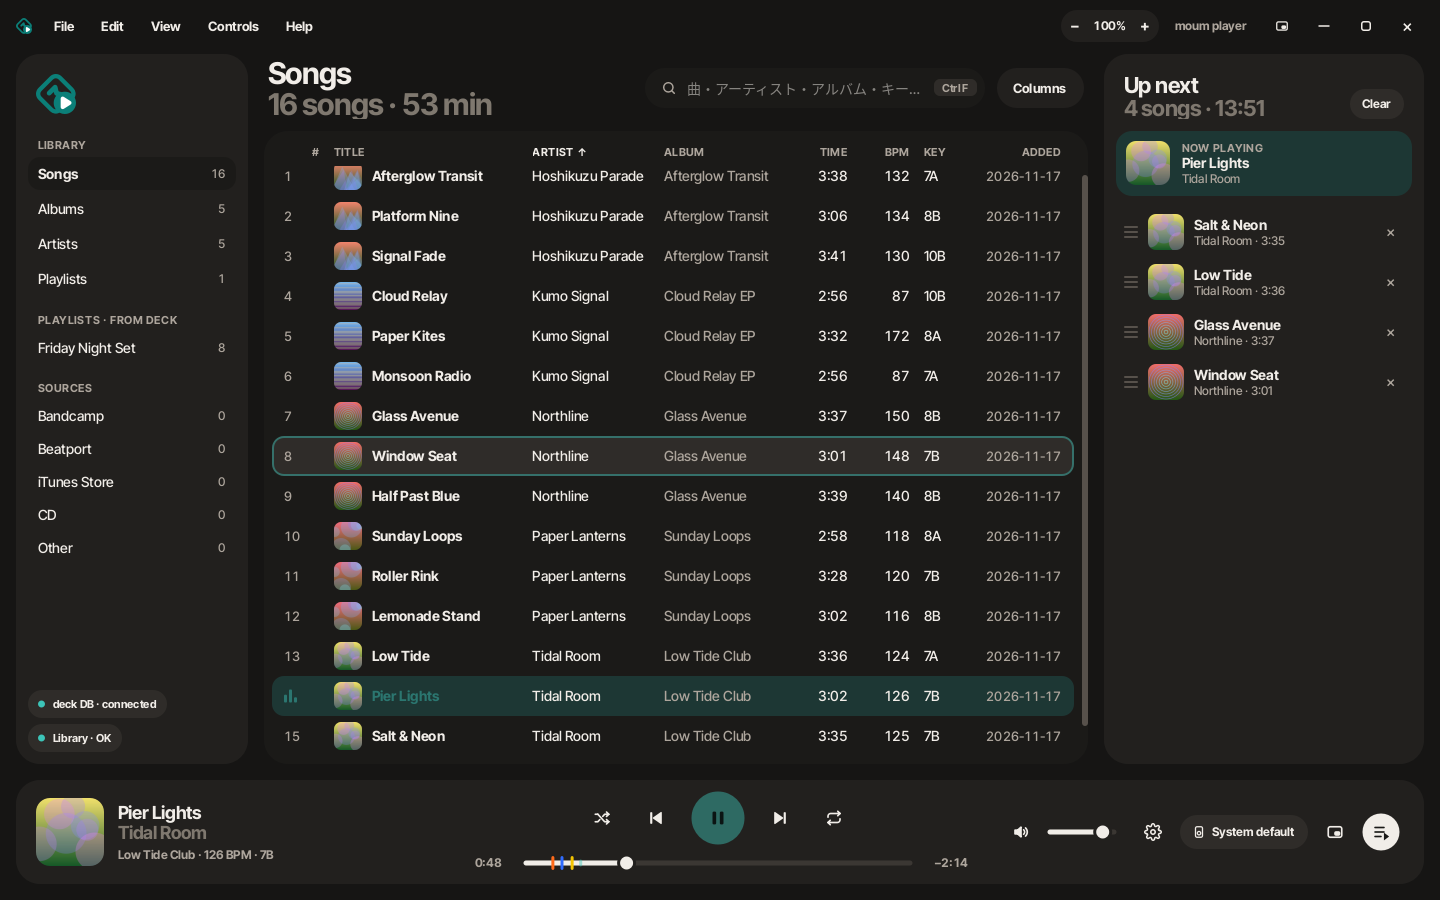 File Edit View Controls Help
− 100% + moum player
LIBRARY
Songs 16
Albums 5
Artists 5
Playlists 1
PLAYLISTS · FROM DECK
Friday Night Set 8
SOURCES
Bandcamp 0
Beatport 0
iTunes Store 0
CD 0
Other 0
deck DB · connected
Library · OK
Songs
16 songs · 53 min
曲・アーティスト・アルバム・キー... Ctrl F
Columns
# TITLE ARTIST ↑ ALBUM TIME BPM KEY ADDED
1 Afterglow Transit Hoshikuzu Parade Afterglow Transit 3:38 132 7A 2026-11-17
2 Platform Nine Hoshikuzu Parade Afterglow Transit 3:06 134 8B 2026-11-17
3 Signal Fade Hoshikuzu Parade Afterglow Transit 3:41 130 10B 2026-11-17
4 Cloud Relay Kumo Signal Cloud Relay EP 2:56 87 10B 2026-11-17
5 Paper Kites Kumo Signal Cloud Relay EP 3:32 172 8A 2026-11-17
6 Monsoon Radio Kumo Signal Cloud Relay EP 2:56 87 7A 2026-11-17
7 Glass Avenue Northline Glass Avenue 3:37 150 8B 2026-11-17
8 Window Seat Northline Glass Avenue 3:01 148 7B 2026-11-17
9 Half Past Blue Northline Glass Avenue 3:39 140 8B 2026-11-17
10 Sunday Loops Paper Lanterns Sunday Loops 2:58 118 8A 2026-11-17
11 Roller Rink Paper Lanterns Sunday Loops 3:28 120 7B 2026-11-17
12 Lemonade Stand Paper Lanterns Sunday Loops 3:02 116 8B 2026-11-17
13 Low Tide Tidal Room Low Tide Club 3:36 124 7A 2026-11-17
Pier Lights Tidal Room Low Tide Club 3:02 126 7B 2026-11-17
15 Salt & Neon Tidal Room Low Tide Club 3:35 125 7B 2026-11-17
Up next
4 songs · 13:51
Clear
NOW PLAYING
Pier Lights
Tidal Room
Salt & Neon
Tidal Room · 3:35
Low Tide
Tidal Room · 3:36
Glass Avenue
Northline · 3:37
Window Seat
Northline · 3:01
Pier Lights
Tidal Room
Low Tide Club · 126 BPM · 7B
0:48 −2:14
System default